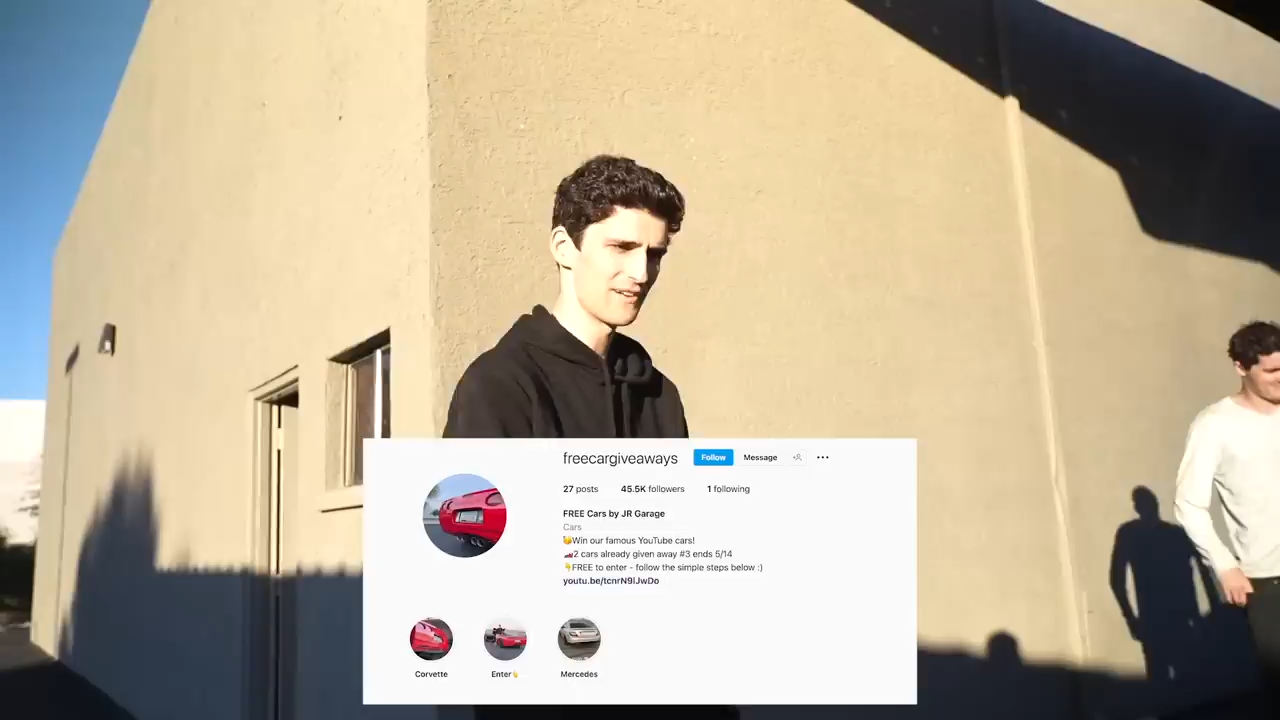 freecargiveaways Follow Message
27 posts 45.5K followers 1 following
FREE Cars by JR Garage
Cars
😏Win our famous YouTube cars!
🏎️2 cars already given away #3 ends 5/14
👇FREE to enter - follow the simple steps below :)
youtu.be/tcnrN9lJwDo
Corvette Enter👇 Mercedes